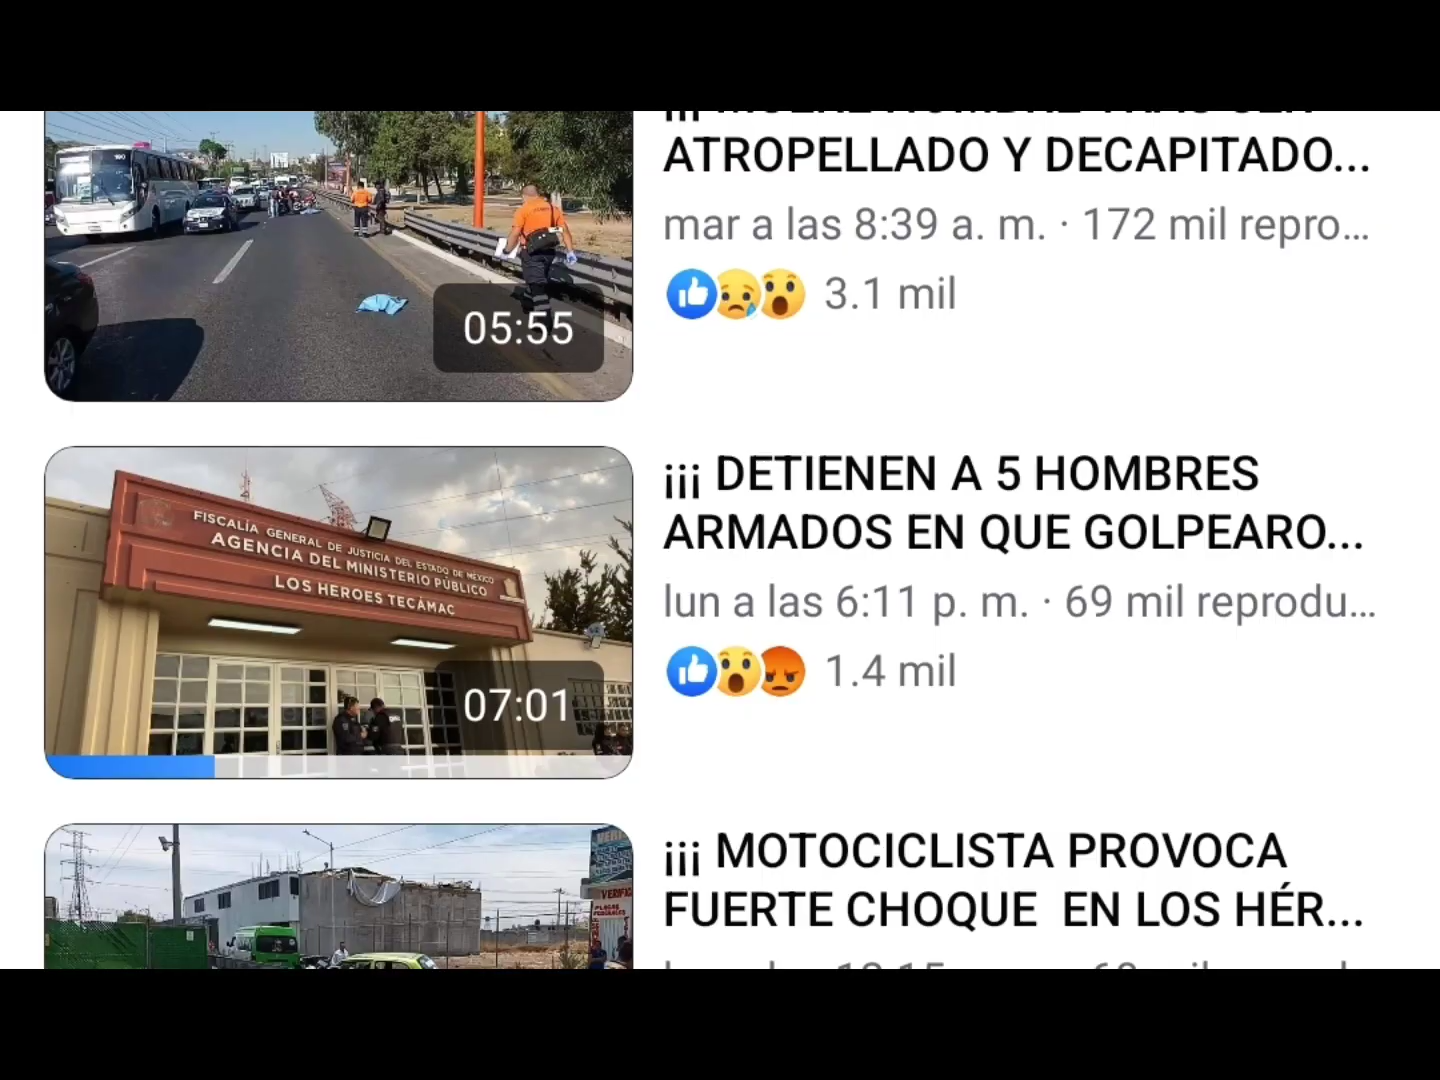 ATROPELLADO Y DECAPITADO...
mar a las 8:39 a. m. · 172 mil repro...
3.1 mil
05:55
¡¡¡ DETIENEN A 5 HOMBRES
ARMADOS EN QUE GOLPEARO...
lun a las 6:11 p. m. · 69 mil reprodu...
1.4 mil
FISCALÍA GENERAL DE JUSTICIA DEL ESTADO DE MÉXICO
AGENCIA DEL MINISTERIO PÚBLICO
LOS HEROES TECÁMAC
07:01
¡¡¡ MOTOCICLISTA PROVOCA
FUERTE CHOQUE EN LOS HÉR...